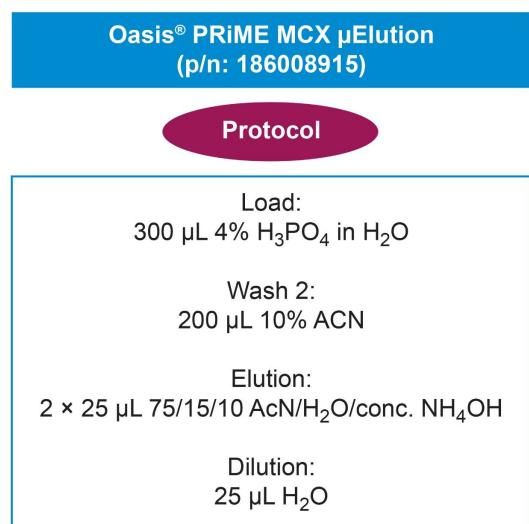 Oasis® PRiME MCX µElution
(p/n: 186008915)
Protocol
Load:
300 µL 4% H₃PO₄ in H₂O
Wash 2:
200 µL 10% ACN
Elution:
2 × 25 µL 75/15/10 AcN/H₂O/conc. NH₄OH
Dilution:
25 µL H₂O